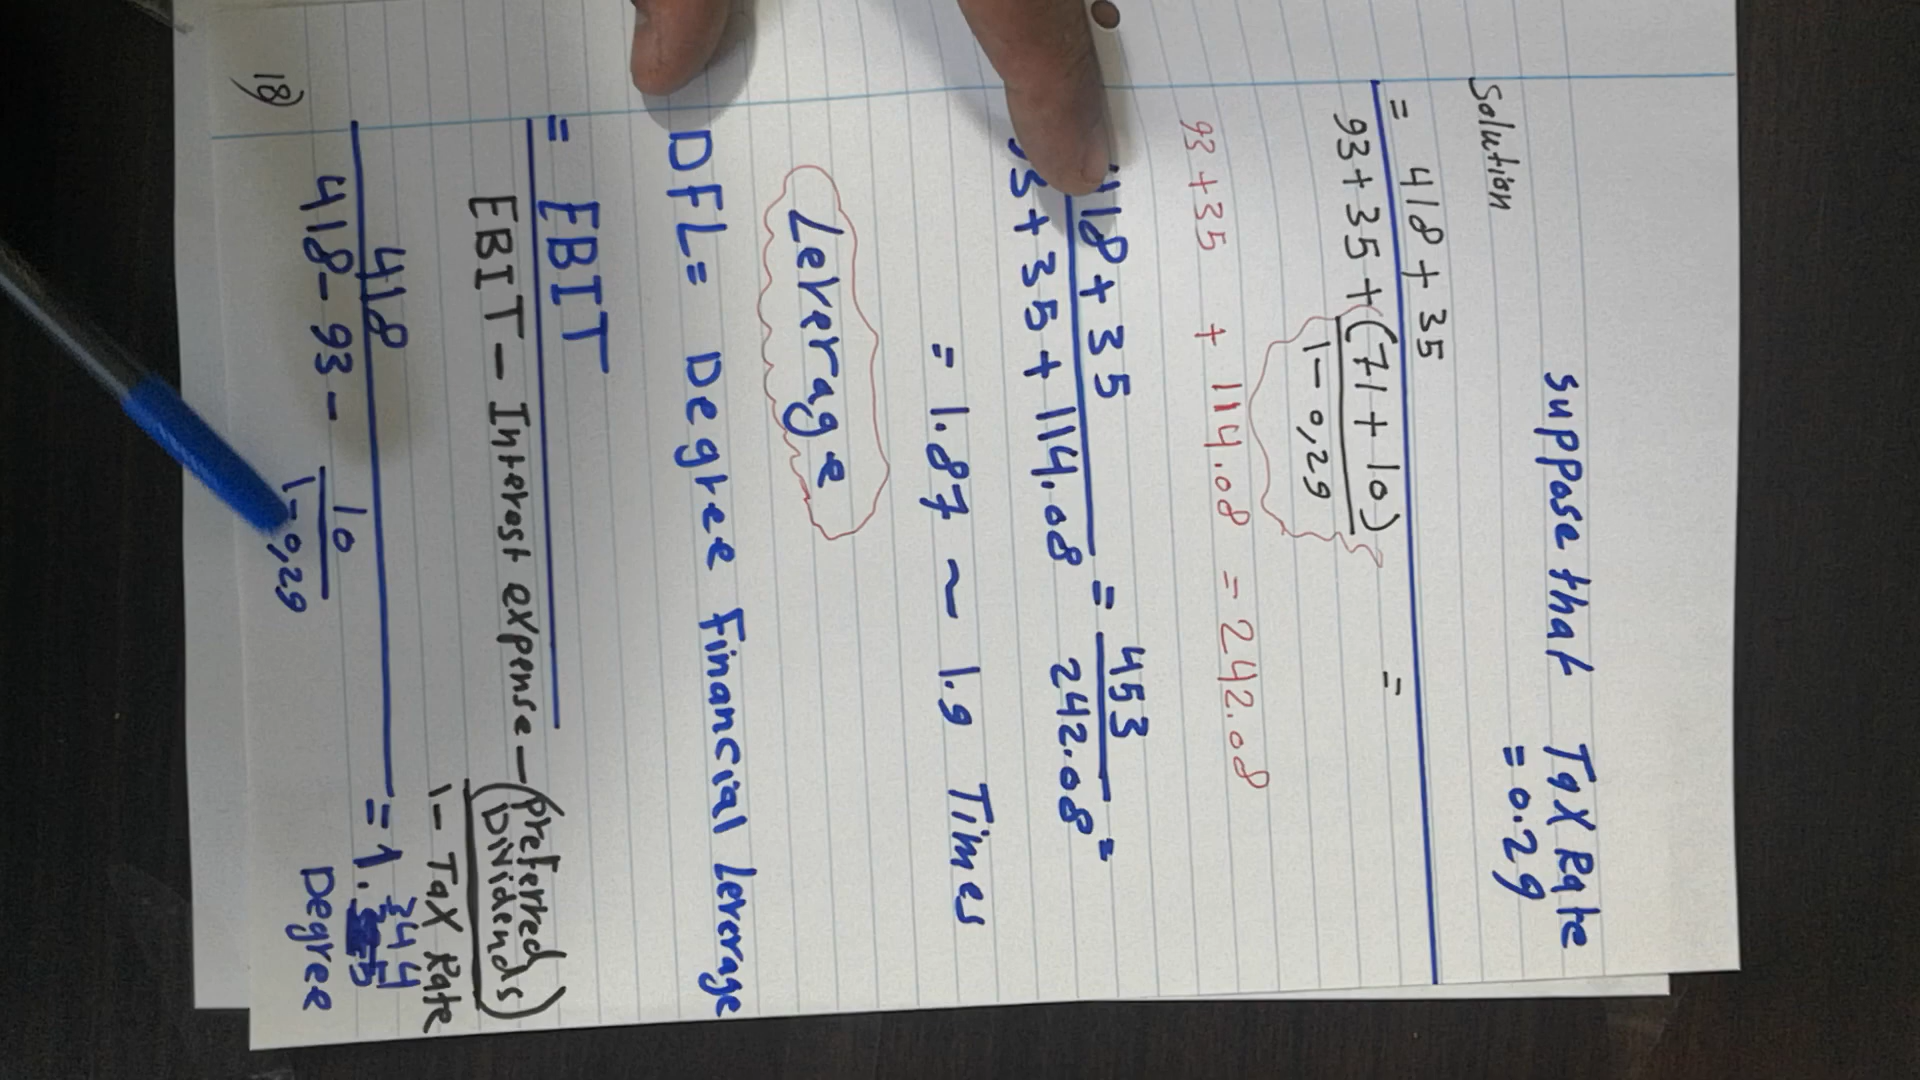 Suppose that Tax Rate
= 0.29
Solution
= 418 + 35
93 + 35 + (71 + 10) =
1 - 0,29
93 + 35 + 114.08 = 242.08
418 + 35 = 453 =
35 + 114.08 242.08
= 1.87 ~ 1.9 Times
Leverage
DFL = Degree Financial Leverage
= EBIT
EBIT - Interest expense - (Preferred Dividends)
1 - Tax Rate
418
418 - 93 - 10 = 1.344
1 - 0,29 Degree
18)